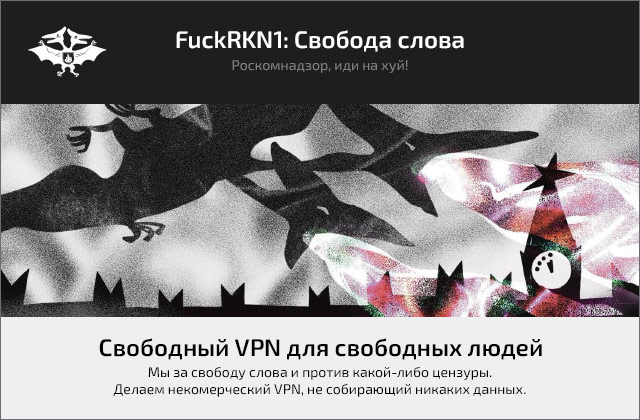 FuckRKN1: Свобода слова
Роскомнадзор, иди на хуй!
Свободный VPN для свободных людей
Мы за свободу слова и против какой-либо цензуры.
Делаем некомерческий VPN, не собирающий никаких данных.